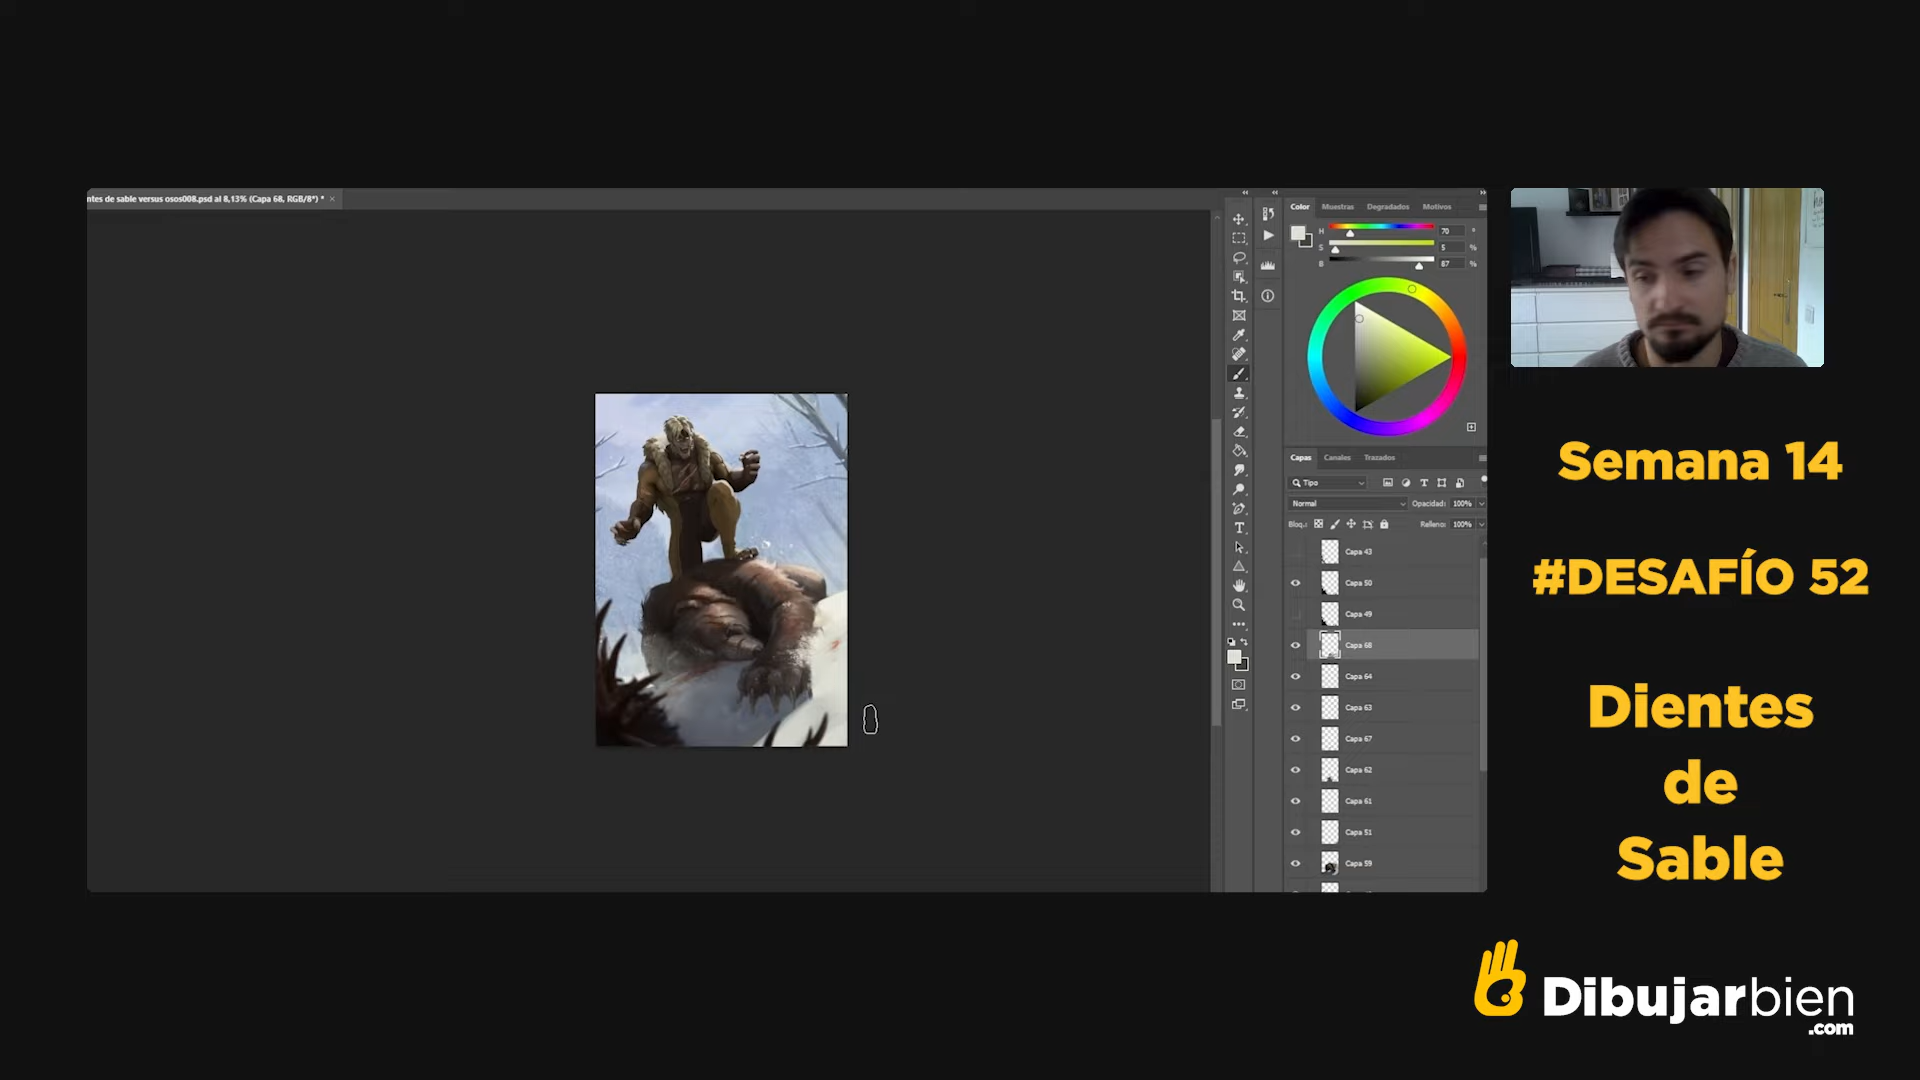 ntes de sable versus osos008.psd al 8,13% (Capa 68, RGB/8*) * ×
Color Muestras Degradados Motivos
H 70 °
S 5 %
B 87 %
Capas Canales Trazados
Tipo
Normal Opacidad: 100%
Bloq.: Relleno: 100%
Capa 43
Capa 50
Capa 49
Capa 68
Capa 64
Capa 63
Capa 67
Capa 62
Capa 61
Capa 51
Capa 59
Semana 14
#DESAFÍO 52
Dientes
de
Sable
Dibujarbien
.com